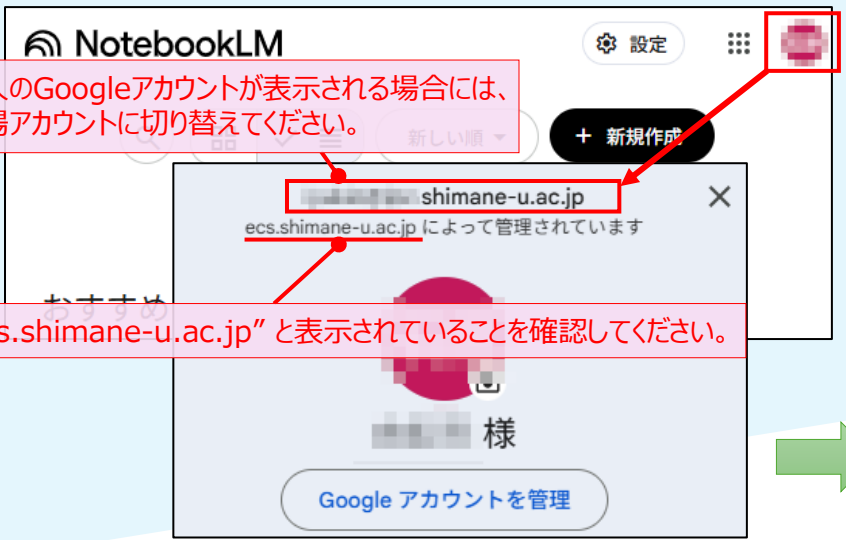 NotebookLM
設定
人のGoogleアカウントが表示される場合には、
場アカウントに切り替えてください。
新しい順
+ 新規作成
shimane-u.ac.jp
ecs.shimane-u.ac.jp によって管理されています
おすすめ
s.shimane-u.ac.jp” と表示されていることを確認してください。
様
Google アカウントを管理